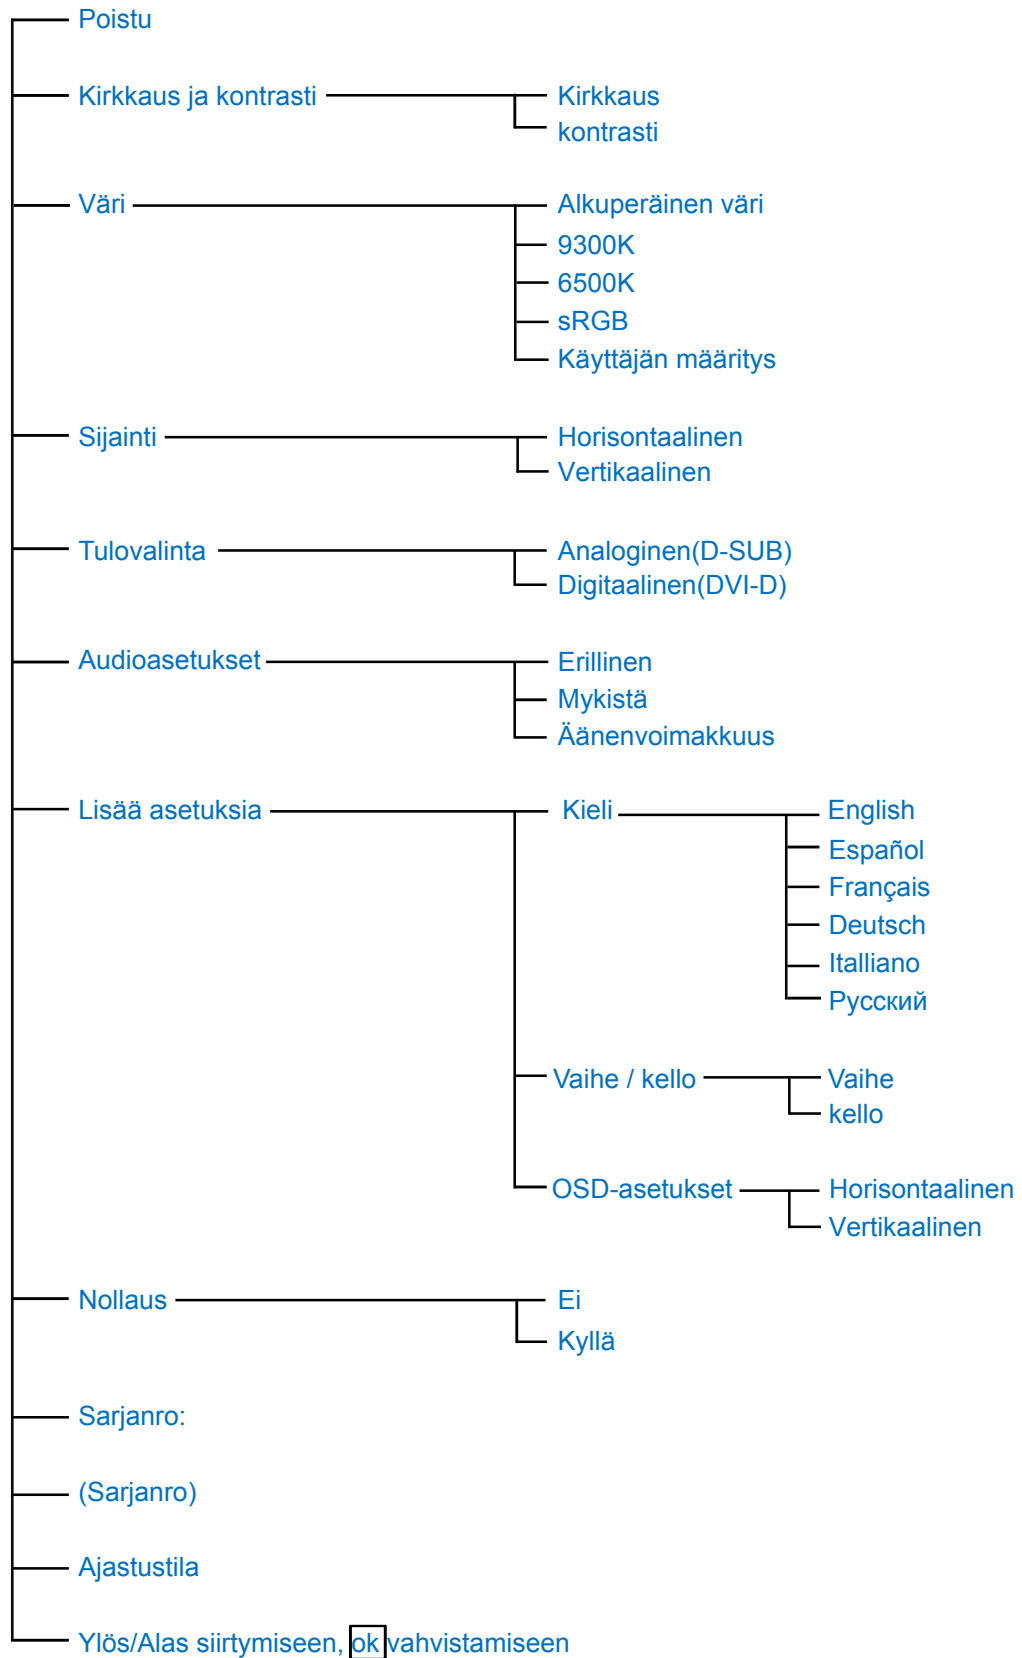 Poistu
Kirkkaus ja kontrasti
Kirkkaus
kontrasti
Väri
Alkuperäinen väri
9300K
6500K
sRGB
Käyttäjän määritys
Sijainti
Horisontaalinen
Vertikaalinen
Tulovalinta
Analoginen(D-SUB)
Digitaalinen(DVI-D)
Audioasetukset
Erillinen
Mykistä
Äänenvoimakkuus
Lisää asetuksia
Kieli
English
Español
Français
Deutsch
Italliano
Русский
Vaihe / kello
Vaihe
kello
OSD-asetukset
Horisontaalinen
Vertikaalinen
Nollaus
Ei
Kyllä
Sarjanro:
(Sarjanro)
Ajastustila
Ylös/Alas siirtymiseen, ok vahvistamiseen